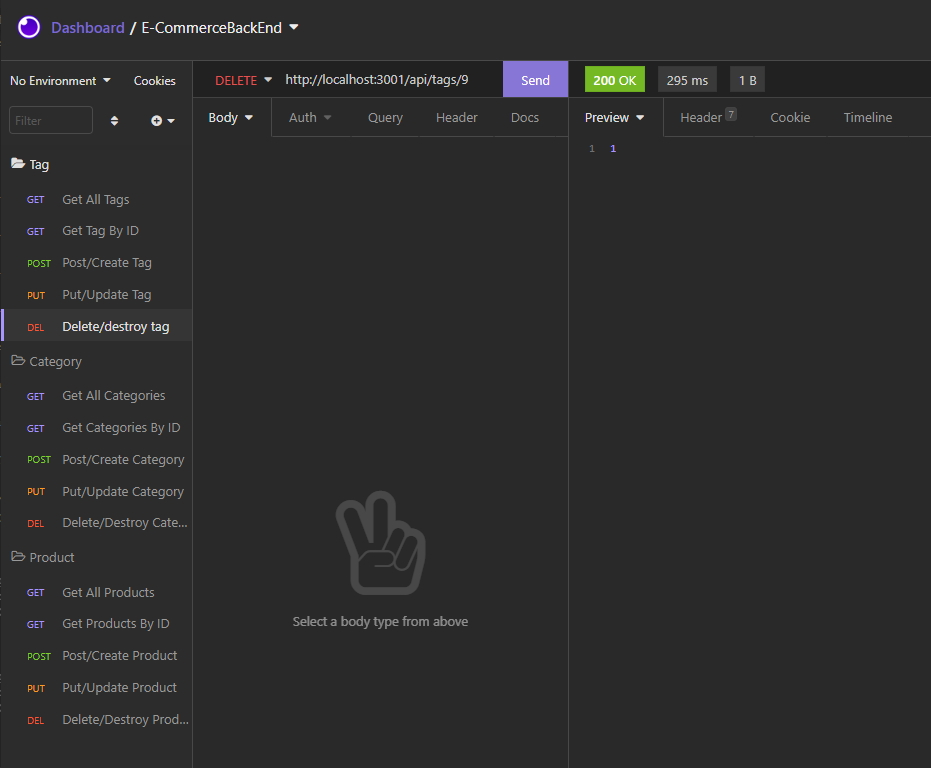 Dashboard / E-CommerceBackEnd
No Environment Cookies
DELETE http://localhost:3001/api/tags/9 Send
200 OK 295 ms 1 B
Filter
Body Auth Query Header Docs
Preview Header 7 Cookie Timeline
1 1
Tag
GET Get All Tags
GET Get Tag By ID
POST Post/Create Tag
PUT Put/Update Tag
DEL Delete/destroy tag
Category
GET Get All Categories
GET Get Categories By ID
POST Post/Create Category
PUT Put/Update Category
DEL Delete/Destroy Cate...
Product
GET Get All Products
GET Get Products By ID
POST Post/Create Product
PUT Put/Update Product
DEL Delete/Destroy Prod...
Select a body type from above